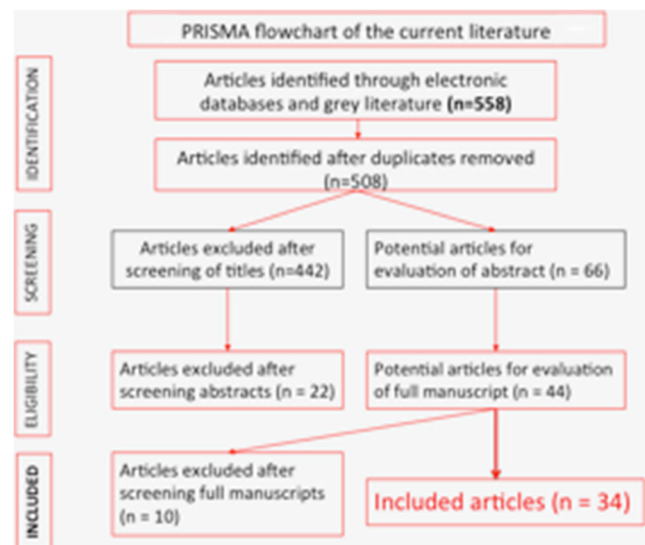 PRISMA flowchart of the current literature
IDENTIFICATION
Articles identified through electronic
databases and grey literature (n=558)
Articles identified after duplicates removed
(n=508)
SCREENING
Articles excluded after
screening of titles (n=442)
Potential articles for
evaluation of abstract (n = 66)
ELIGIBILITY
Articles excluded after
screening abstracts (n = 22)
Potential articles for evaluation
of full manuscript (n = 44)
INCLUDED
Articles excluded after
screening full manuscripts
(n = 10)
Included articles (n = 34)